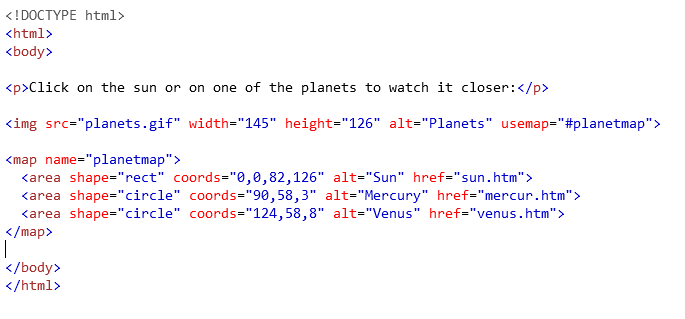 <!DOCTYPE html>
<html>
<body>
<p>Click on the sun or on one of the planets to watch it closer:</p>
<img src="planets.gif" width="145" height="126" alt="Planets" usemap="#planetmap">
<map name="planetmap">
<area shape="rect" coords="0,0,82,126" alt="Sun" href="sun.htm">
<area shape="circle" coords="90,58,3" alt="Mercury" href="mercur.htm">
<area shape="circle" coords="124,58,8" alt="Venus" href="venus.htm">
</map>
</body>
</html>